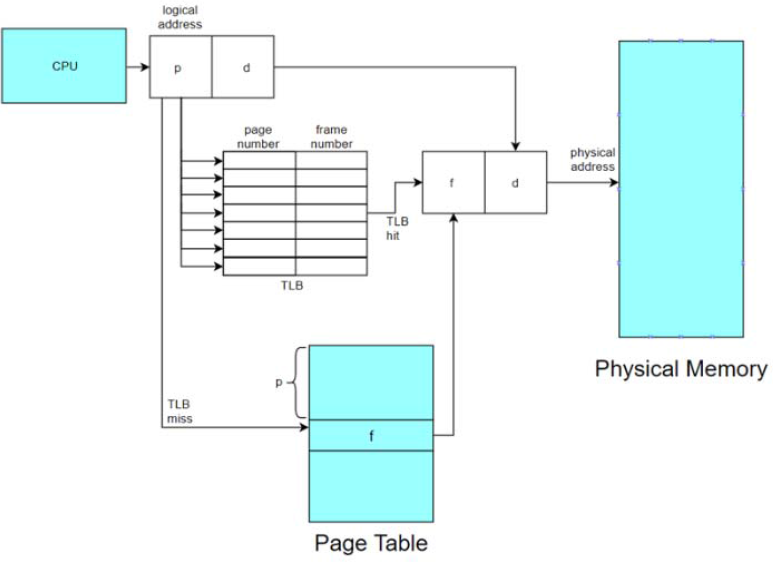 logical
address
CPU
p
d
page
number
frame
number
f
d
physical
address
TLB
hit
TLB
p
TLB
miss
f
Physical Memory
Page Table